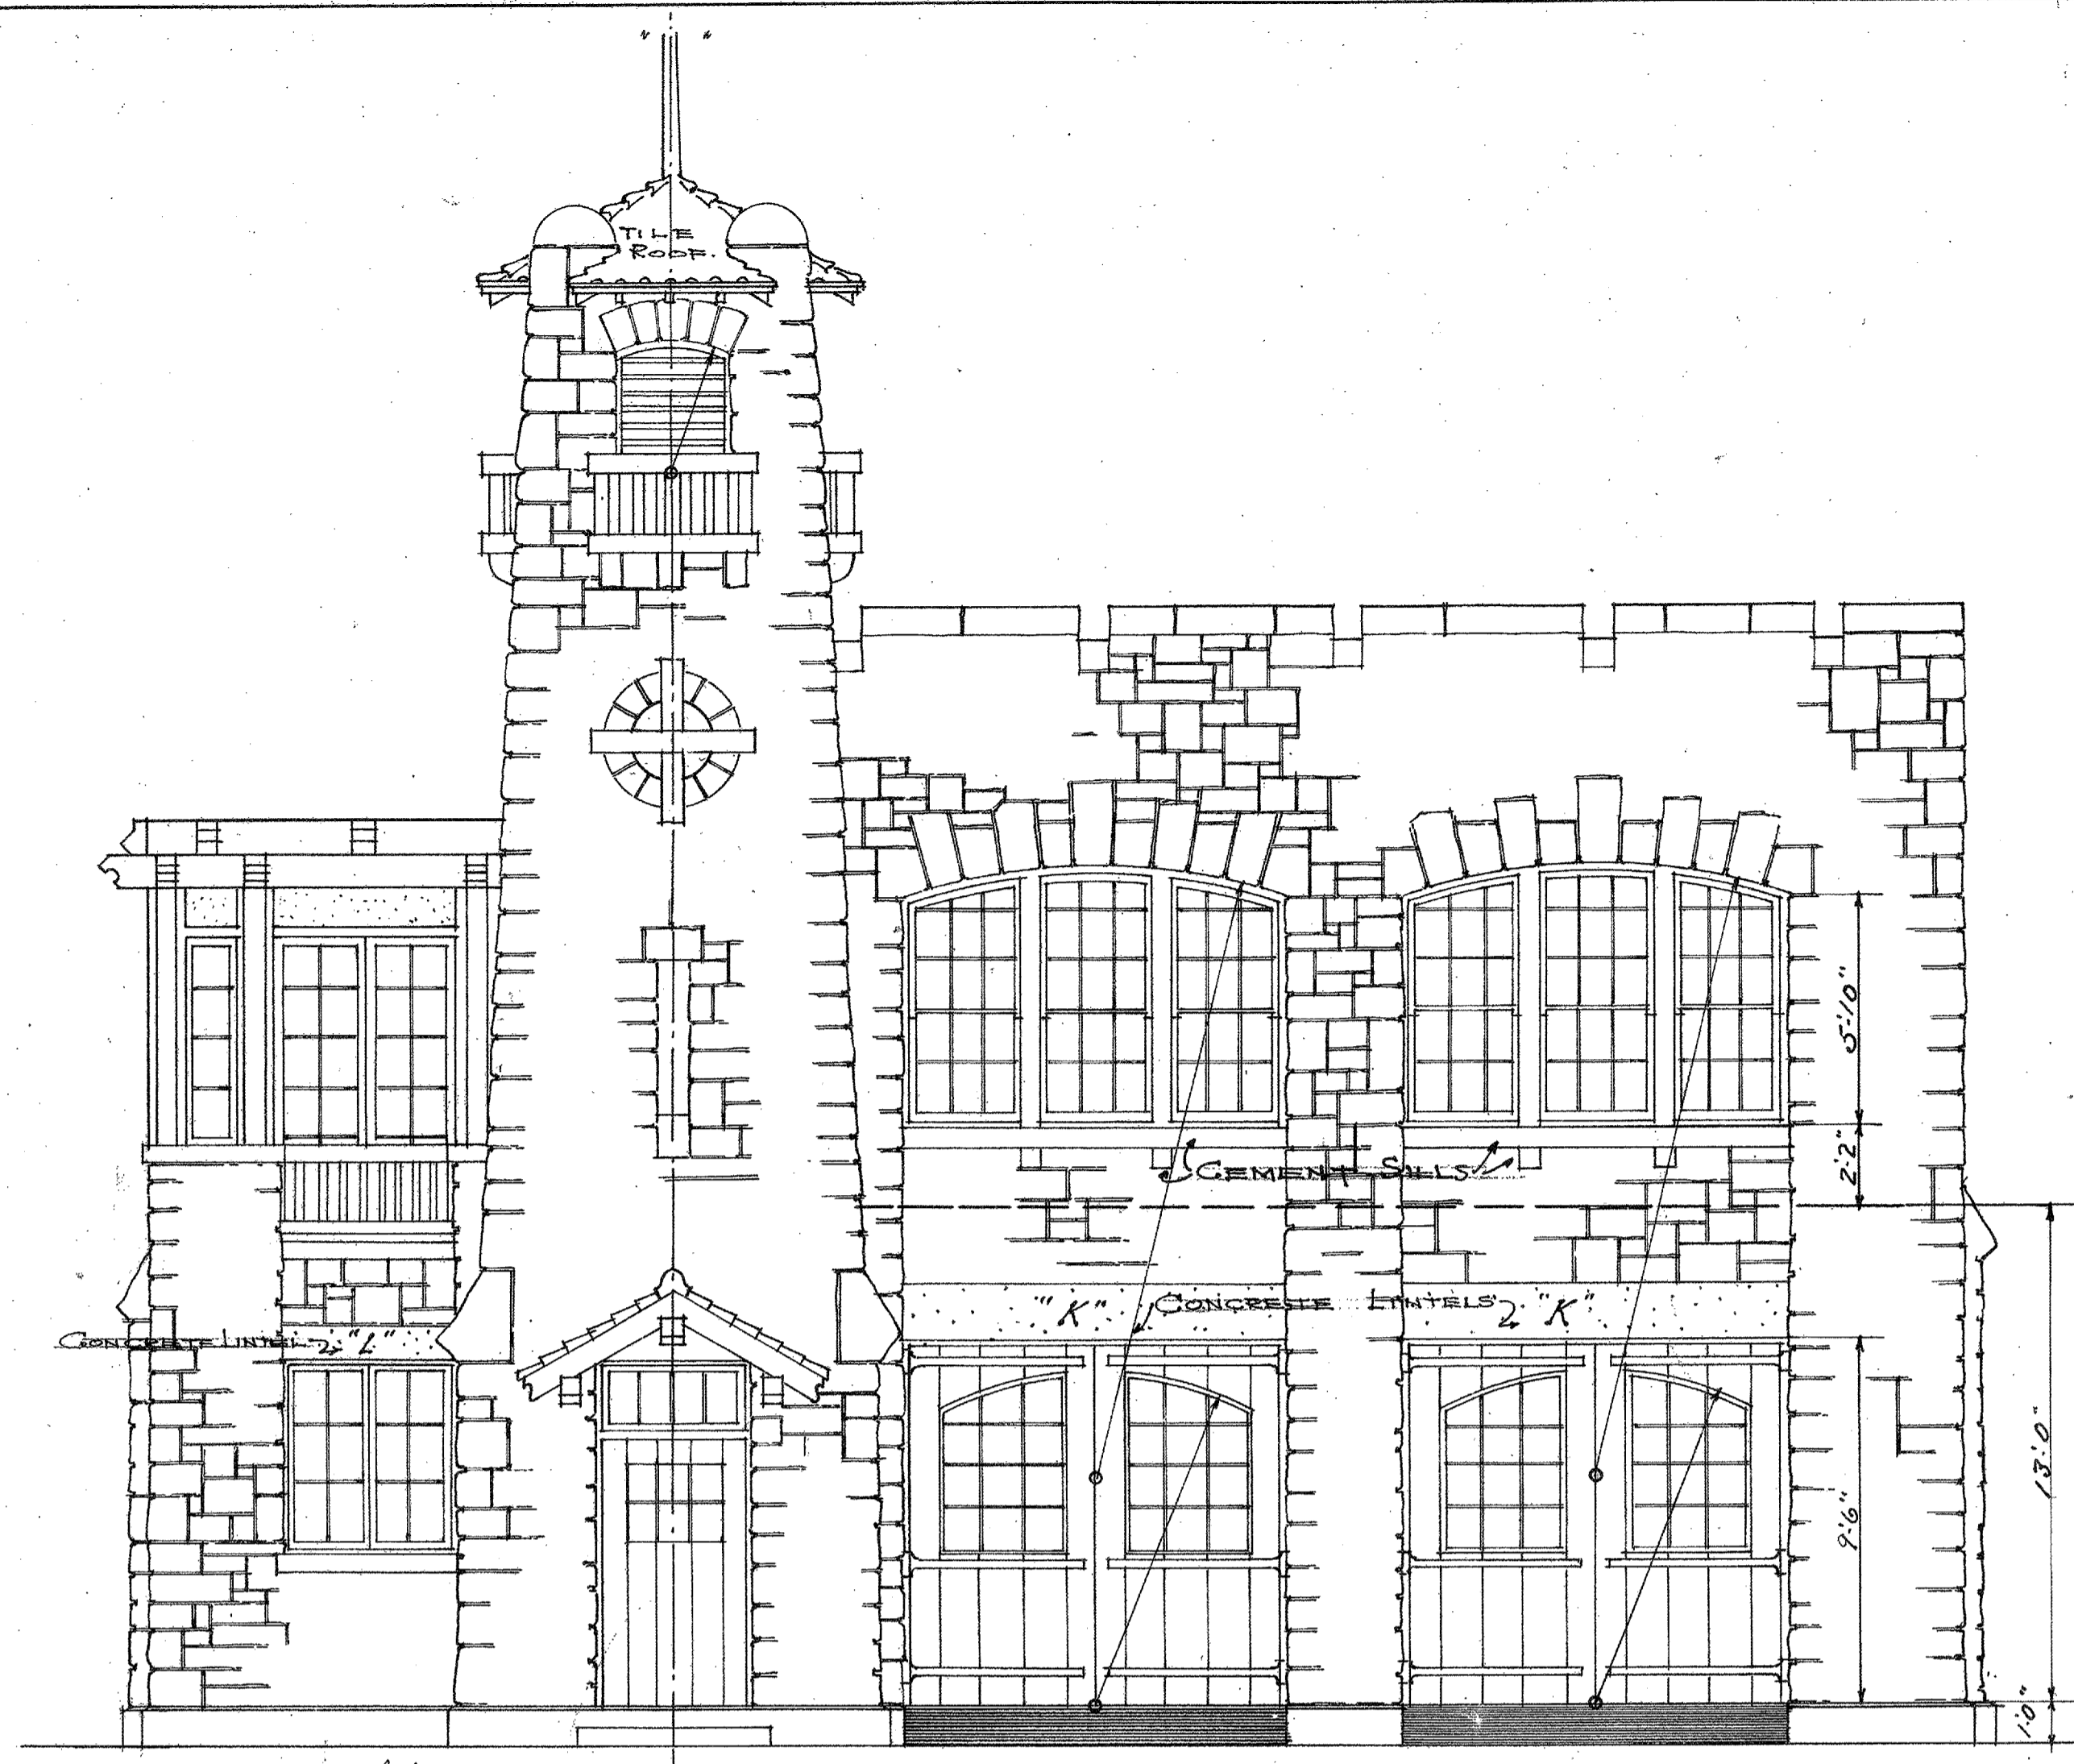 TILE
ROOF.
5'-10"
CEMENT SILLS
2'-2"
"K"
CONCRETE LINTELS
"K"
CONCRETE LINTEL
"L"
13'-0"
9'-6"
1'-0"